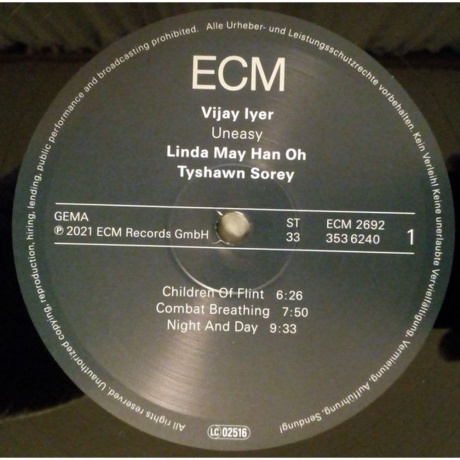 All rights reserved. Unauthorized copying, reproduction, hiring, lending, public performance and broadcasting prohibited. Alle Urheber- und Leistungsschutzrechte vorbehalten. Kein Verleih! Keine unerlaubte Vervielfältigung, Vermietung, Aufführung, Sendung!
ECM
Vijay Iyer
Uneasy
Linda May Han Oh
Tyshawn Sorey
GEMA ST ECM 2692
℗ 2021 ECM Records GmbH 33 353 6240 1
Children Of Flint 6:26
Combat Breathing 7:50
Night And Day 9:33
LC 02516